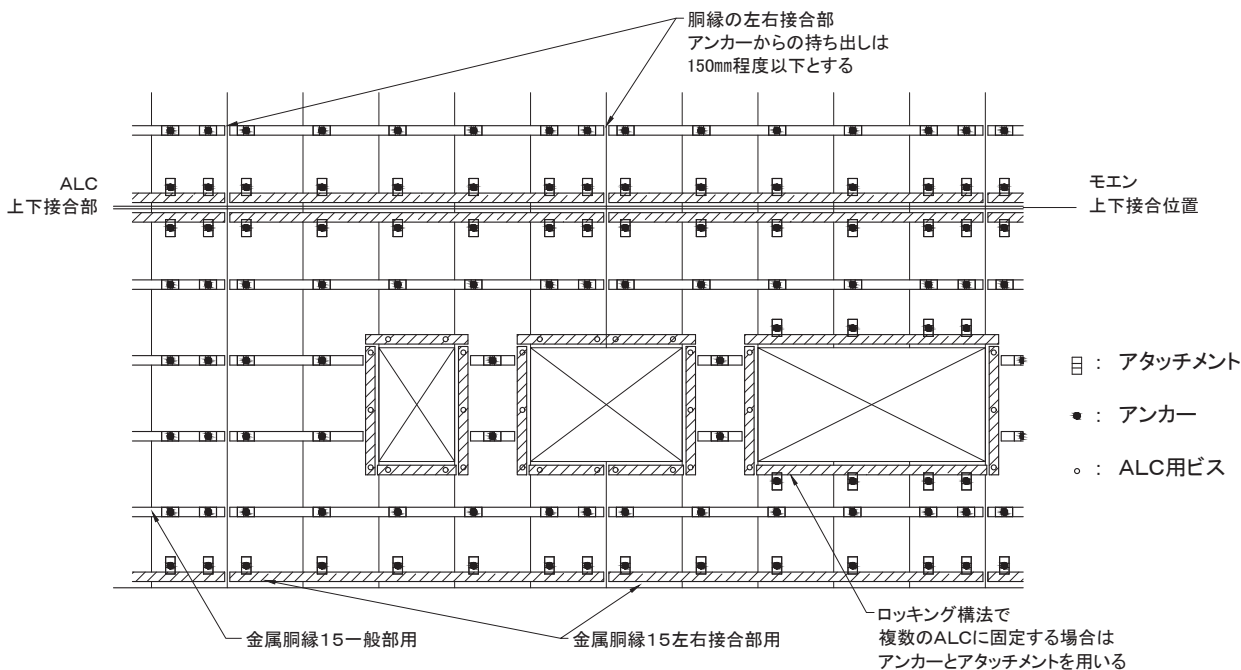 胴縁の左右接合部
アンカーからの持ち出しは
150mm程度以下とする
ALC
上下接合部
モエン
上下接合位置
： アタッチメント
： アンカー
： ALC用ビス
金属胴縁15一般部用
金属胴縁15左右接合部用
ロッキング構法で
複数のALCに固定する場合は
アンカーとアタッチメントを用いる